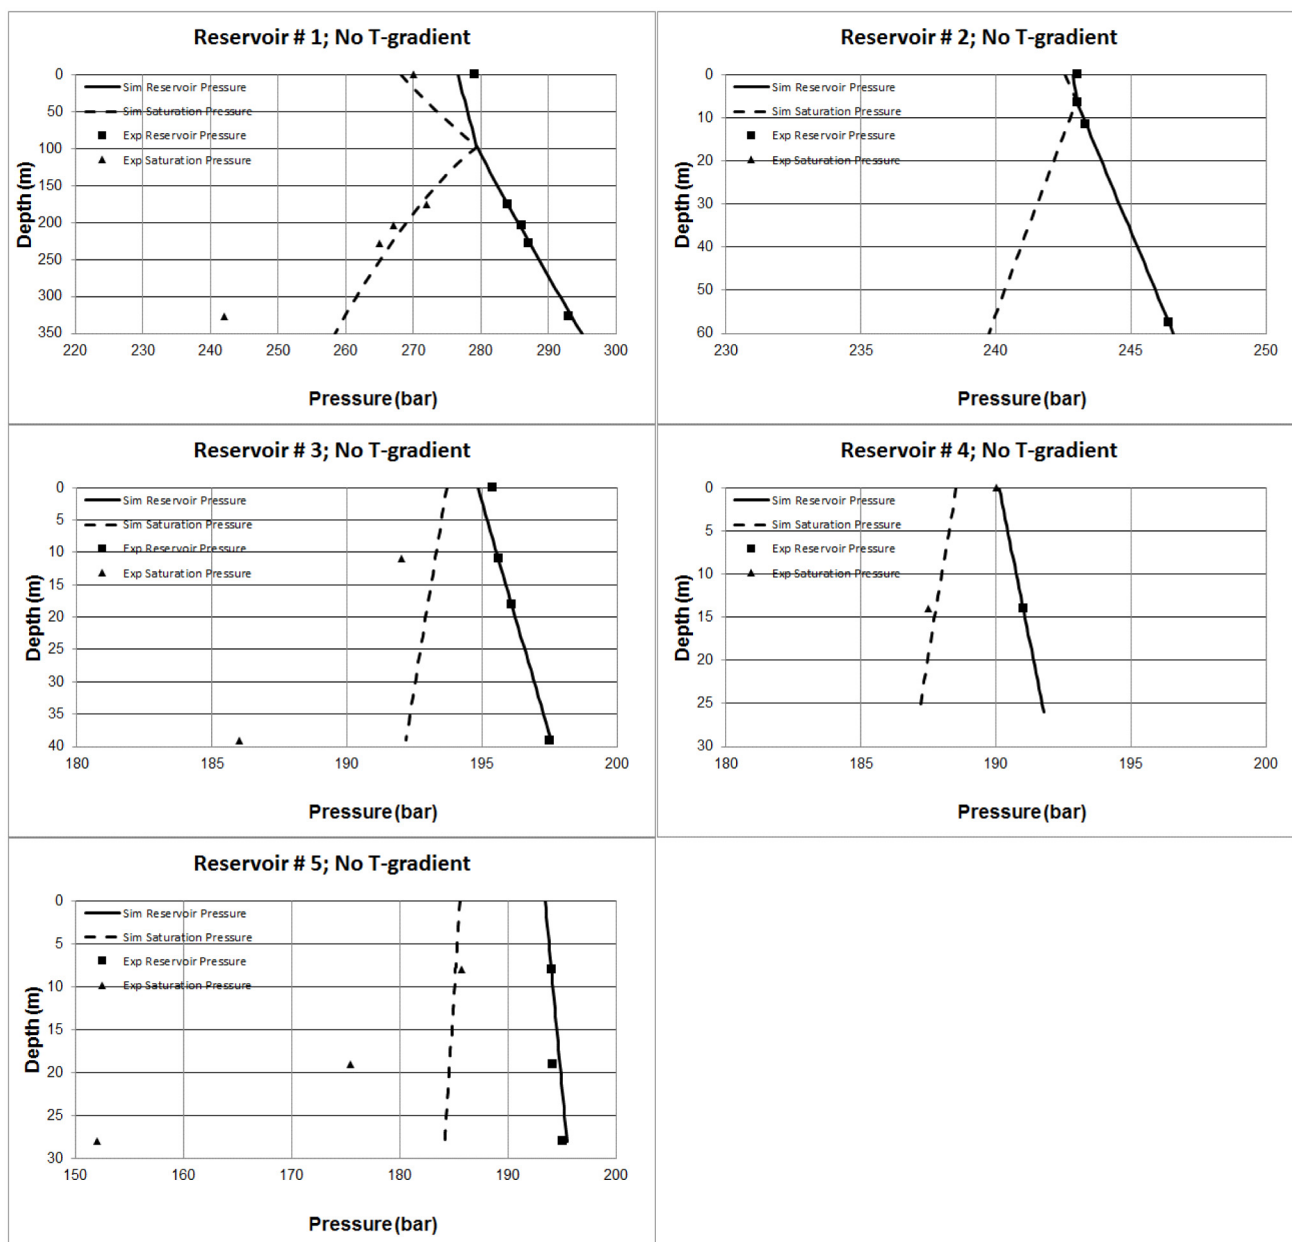 Reservoir # 1; No T-gradient
0
50
100
150
200
250
300
350
Depth (m)
Sim Reservoir Pressure
Sim Saturation Pressure
Exp Reservoir Pressure
Exp Saturation Pressure
220 230 240 250 260 270 280 290 300
Pressure (bar)
Reservoir # 2; No T-gradient
0
10
20
30
40
50
60
Depth (m)
Sim Reservoir Pressure
Sim Saturation Pressure
Exp Reservoir Pressure
Exp Saturation Pressure
230 235 240 245 250
Pressure (bar)
Reservoir # 3; No T-gradient
0
5
10
15
20
25
30
35
40
Depth (m)
Sim Reservoir Pressure
Sim Saturation Pressure
Exp Reservoir Pressure
Exp Saturation Pressure
180 185 190 195 200
Pressure (bar)
Reservoir # 4; No T-gradient
0
5
10
15
20
25
30
Depth (m)
Sim Reservoir Pressure
Sim Saturation Pressure
Exp Reservoir Pressure
Exp Saturation Pressure
180 185 190 195 200
Pressure (bar)
Reservoir # 5; No T-gradient
0
5
10
15
20
25
30
Depth (m)
Sim Reservoir Pressure
Sim Saturation Pressure
Exp Reservoir Pressure
Exp Saturation Pressure
150 160 170 180 190 200
Pressure (bar)